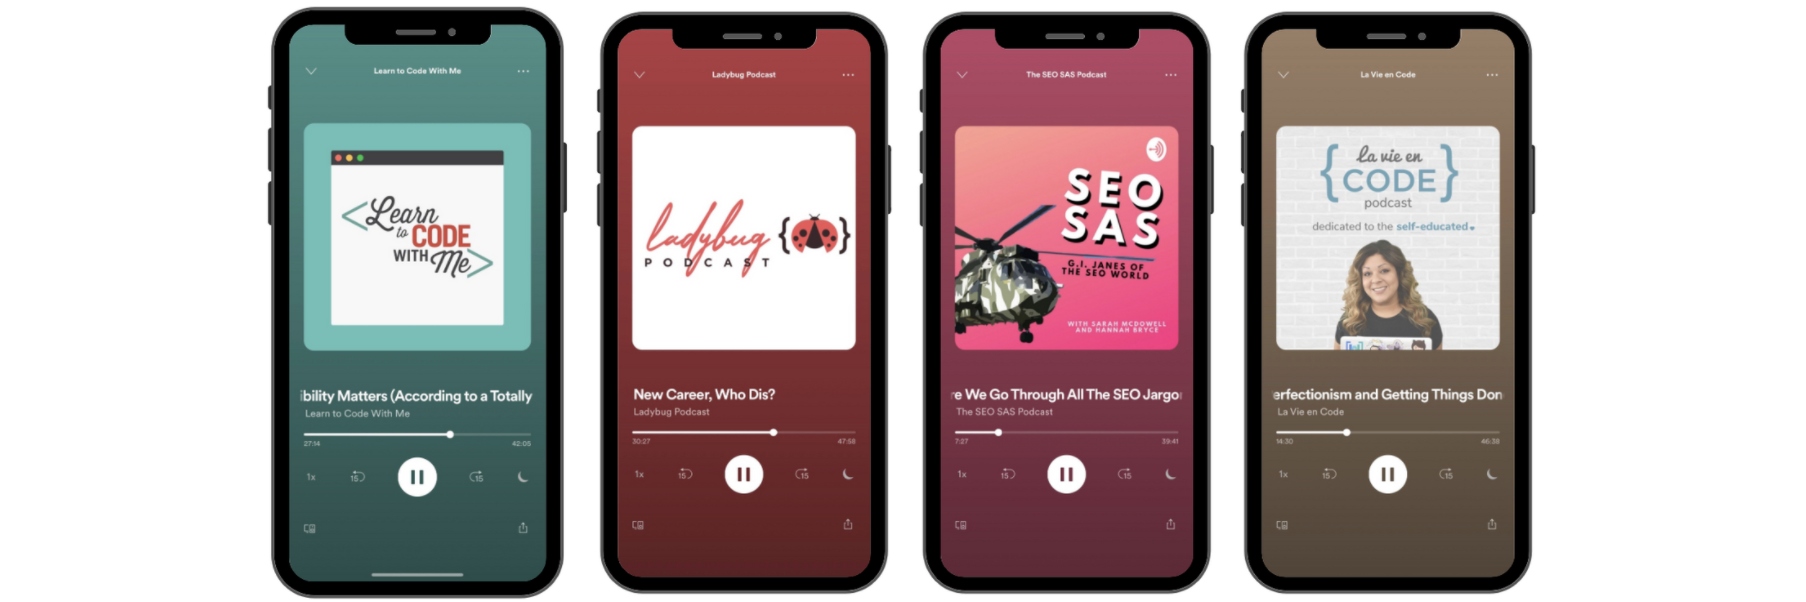 Learn to Code With Me
<Learn
to CODE
WITH Me>
ibility Matters (According to a Totally
Learn to Code With Me
27:14
42:05
1x
15
15
Ladybug Podcast
ladybug { }
PODCAST
New Career, Who Dis?
Ladybug Podcast
30:27
47:58
1x
15
15
The SEO SAS Podcast
SEO
SAS
G.I. JANES OF
THE SEO WORLD
WITH SARAH MCDOWELL
AND HANNAH BRYCE
re We Go Through All The SEO Jargo
The SEO SAS Podcast
7:27
39:41
1x
15
15
La Vie en Code
{ La vie en
CODE }
podcast
dedicated to the self-educated.
erfectionism and Getting Things Don
La Vie en Code
14:30
46:38
1x
15
15